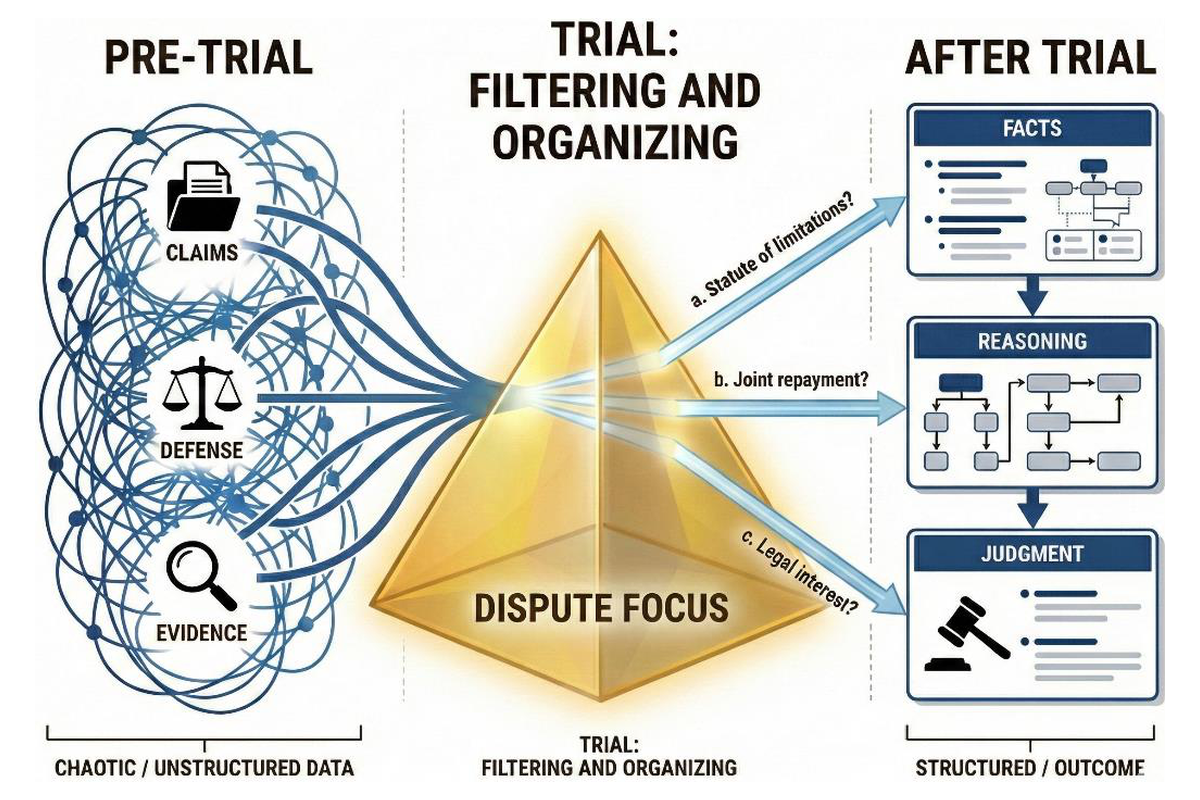 PRE-TRIAL
TRIAL:
FILTERING AND
ORGANIZING
AFTER TRIAL
CLAIMS
DEFENSE
EVIDENCE
a. Statute of limitations?
b. Joint repayment?
c. Legal interest?
DISPUTE FOCUS
FACTS
REASONING
JUDGMENT
CHAOTIC / UNSTRUCTURED DATA
TRIAL:
FILTERING AND ORGANIZING
STRUCTURED / OUTCOME